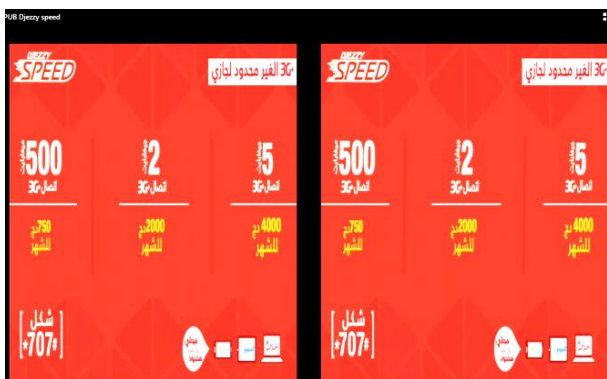 PUB Djezzy speed
DJEZZY
SPEED
3G+ الغير محدود لجازي
500 ميغابايت
اتصال +3G
750 دج
للشهر
2 جيغابايت
اتصال +3G
2000 دج
للشهر
5 جيغابايت
اتصال +3G
4000 دج
للشهر
[شكل
*707#]
DJEZZY
SPEED
3G الغير محدود لجازي
500 ميغابايت
اتصال +3G
750 دج
للشهر
2 جيغابايت
اتصال +3G
2000 دج
للشهر
5 جيغابايت
اتصال +3G
4000 دج
للشهر
[شكل
*707#]